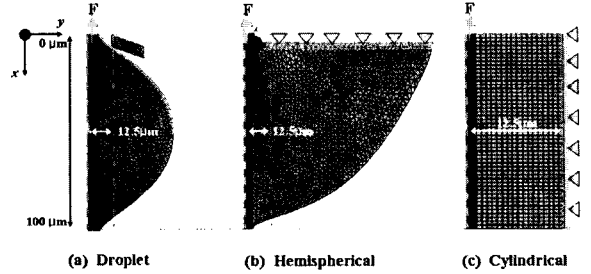 F F F
y
0 µm
x
12.5µm 12.5µm 12.5µm
100 µm
(a) Droplet (b) Hemispherical (c) Cylindrical